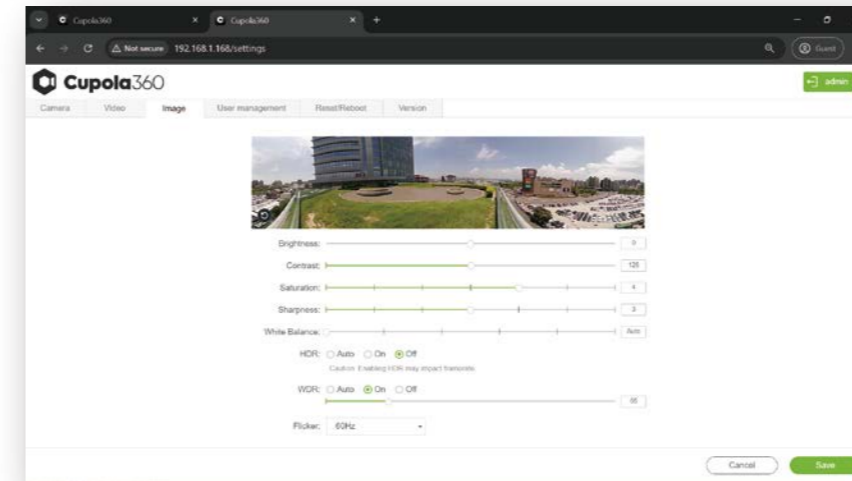 Cupola360
Cupola360
Not secure 192.168.1.168/settings
Guest
Cupola360
admin
Camera Video Image User management Reset/Reboot Version
Brightness: 0
Contrast: 128
Saturation: 4
Sharpness: 3
White Balance: Auto
HDR: Auto On Off
Caution: Enabling HDR may impact framerate.
WDR: Auto On Off
Flicker: 60Hz
Cancel Save